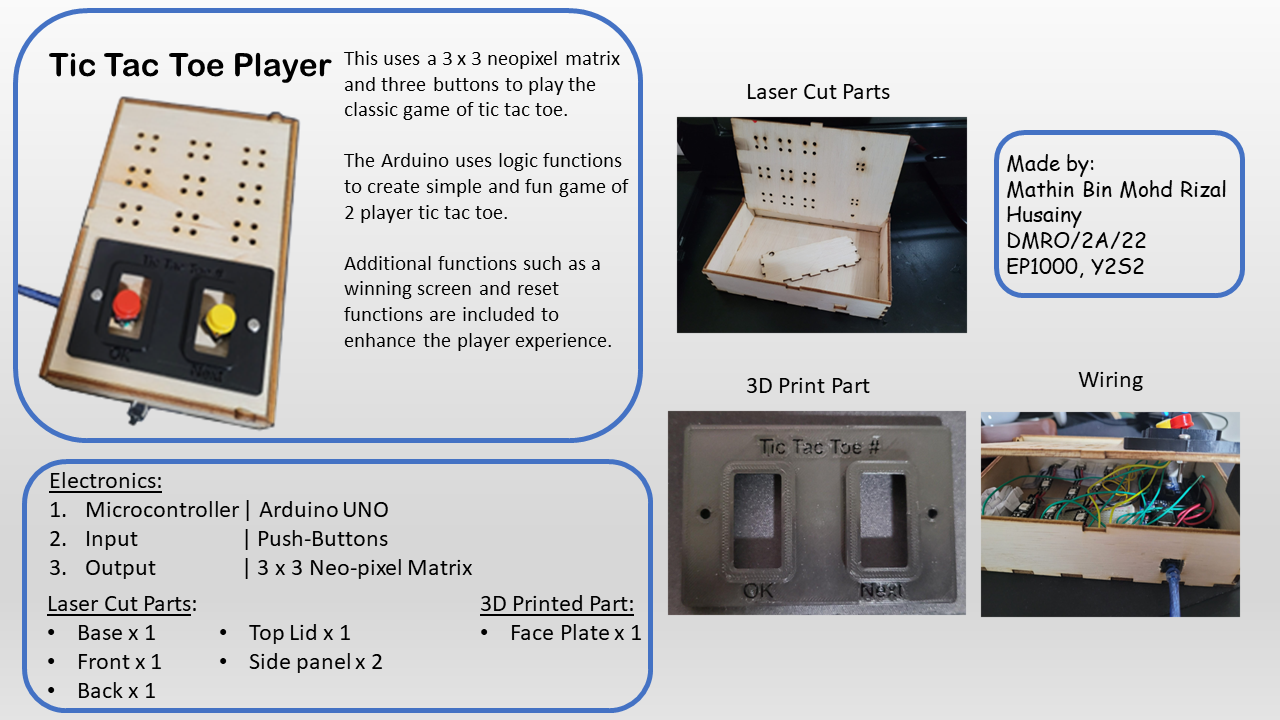 Tic Tac Toe Player
This uses a 3 x 3 neopixel matrix
and three buttons to play the
classic game of tic tac toe.
The Arduino uses logic functions
to create simple and fun game of
2 player tic tac toe.
Additional functions such as a
winning screen and reset
functions are included to
enhance the player experience.
Tic Tac Toe #
OK
Next
Electronics:
1. Microcontroller | Arduino UNO
2. Input | Push-Buttons
3. Output | 3 x 3 Neo-pixel Matrix
Laser Cut Parts:
• Base x 1
• Front x 1
• Back x 1
• Top Lid x 1
• Side panel x 2
3D Printed Part:
• Face Plate x 1
Laser Cut Parts
Made by:
Mathin Bin Mohd Rizal
Husainy
DMRO/2A/22
EP1000, Y2S2
3D Print Part
Tic Tac Toe #
OK
Next
Wiring